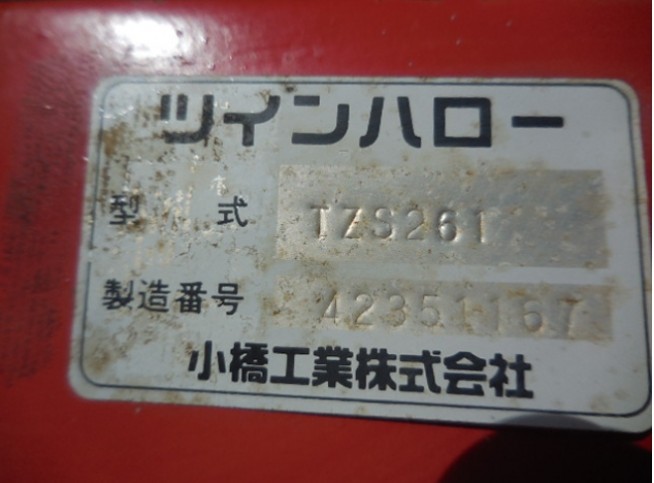 ツインハロー
型式 TZS261
製造番号 42351167
小橋工業株式会社